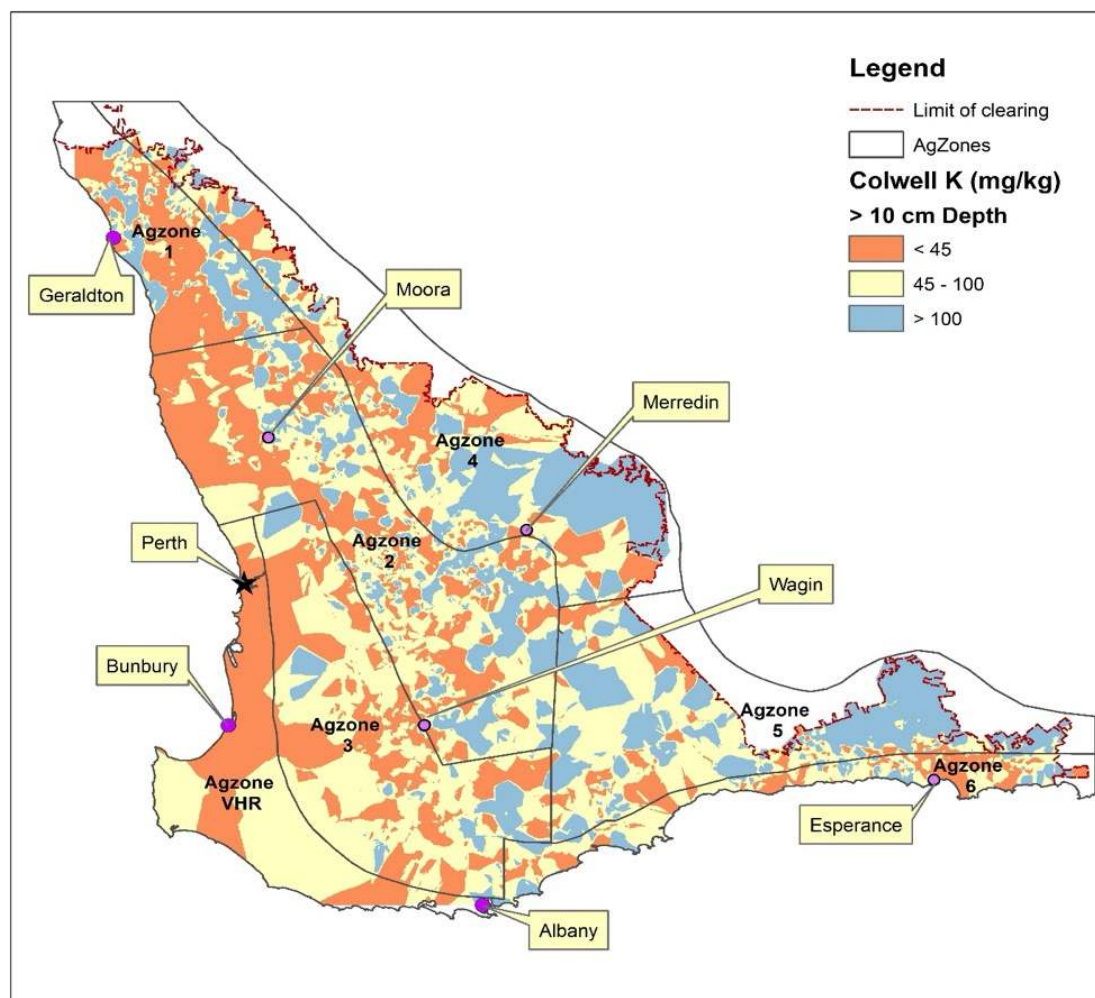 Legend
Limit of clearing
AgZones
Colwell K (mg/kg)
> 10 cm Depth
< 45
45 - 100
> 100
Agzone
1
Geraldton
Moora
Merredin
Agzone
4
Perth
Agzone
2
Wagin
Bunbury
Agzone
3
Agzone
5
Agzone
VHR
Agzone
6
Esperance
Albany